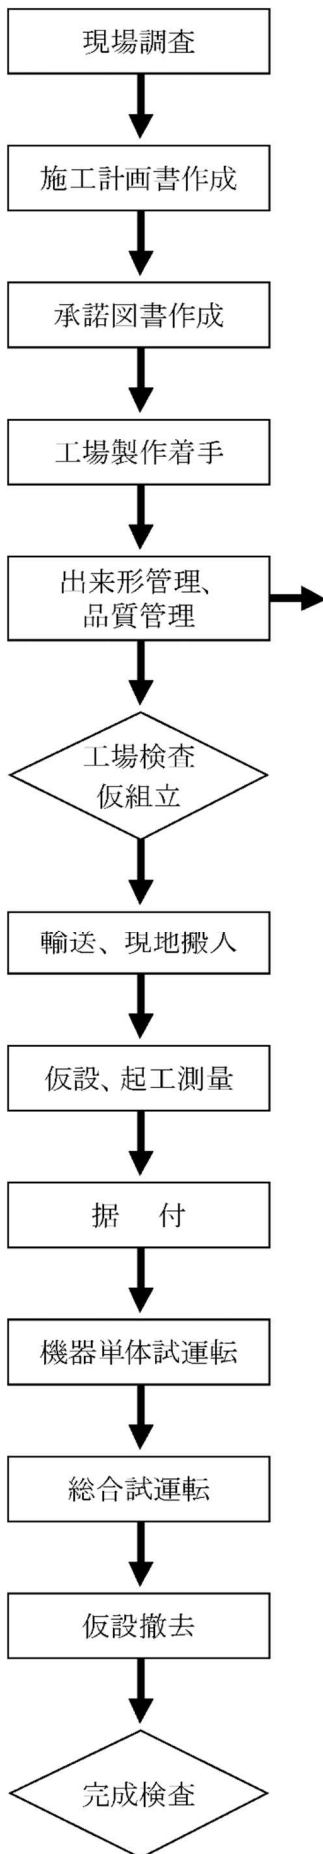 現場調査
施工計画書作成
承諾図書作成
工場製作着手
出来形管理、
品質管理
工場検査
仮組立
輸送、現地搬入
仮設、起工測量
据　付
機器単体試運転
総合試運転
仮設撤去
完成検査